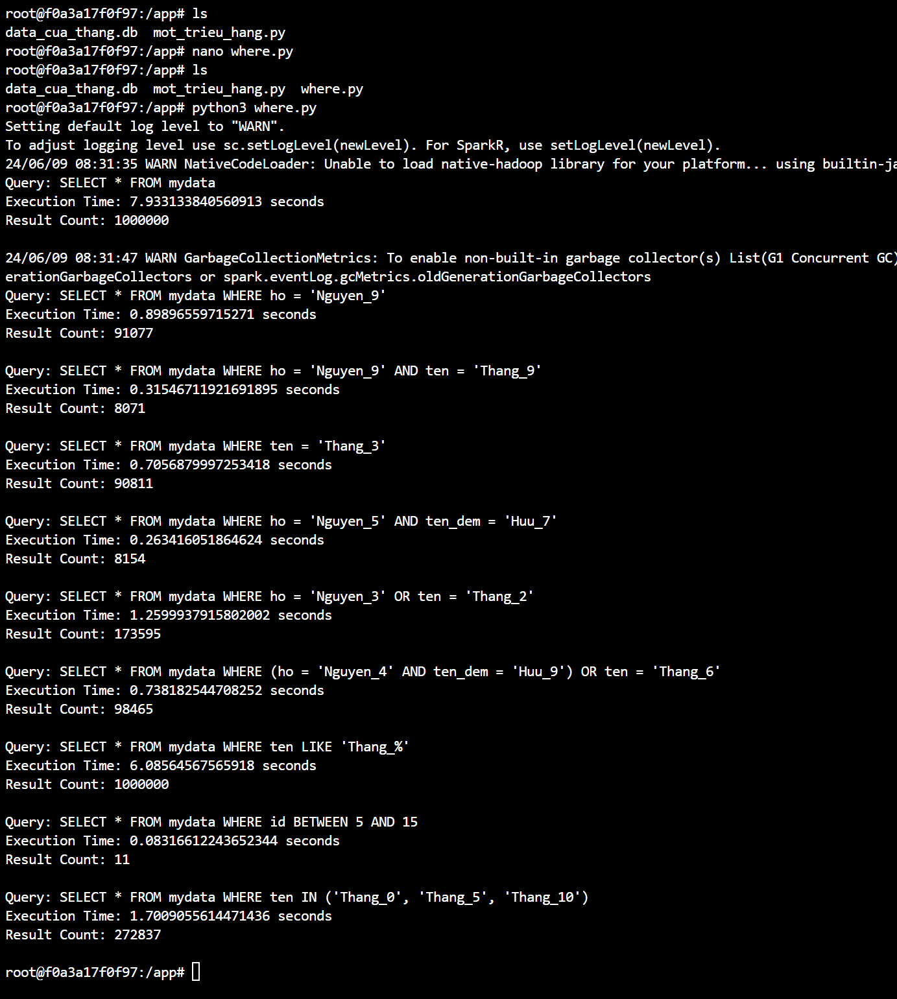 root@f0a3a17f0f97:/app# ls
data_cua_thang.db  mot_trieu_hang.py
root@f0a3a17f0f97:/app# nano where.py
root@f0a3a17f0f97:/app# ls
data_cua_thang.db  mot_trieu_hang.py  where.py
root@f0a3a17f0f97:/app# python3 where.py
Setting default log level to "WARN".
To adjust logging level use sc.setLogLevel(newLevel). For SparkR, use setLogLevel(newLevel).
24/06/09 08:31:35 WARN NativeCodeLoader: Unable to load native-hadoop library for your platform... using builtin-ja
Query: SELECT * FROM mydata
Execution Time: 7.933133840560913 seconds
Result Count: 1000000

24/06/09 08:31:47 WARN GarbageCollectionMetrics: To enable non-built-in garbage collector(s) List(G1 Concurrent GC)
erationGarbageCollectors or spark.eventLog.gcMetrics.oldGenerationGarbageCollectors
Query: SELECT * FROM mydata WHERE ho = 'Nguyen_9'
Execution Time: 0.89896559715271 seconds
Result Count: 91077

Query: SELECT * FROM mydata WHERE ho = 'Nguyen_9' AND ten = 'Thang_9'
Execution Time: 0.31546711921691895 seconds
Result Count: 8071

Query: SELECT * FROM mydata WHERE ten = 'Thang_3'
Execution Time: 0.7056879997253418 seconds
Result Count: 90811

Query: SELECT * FROM mydata WHERE ho = 'Nguyen_5' AND ten_dem = 'Huu_7'
Execution Time: 0.263416051864624 seconds
Result Count: 8154

Query: SELECT * FROM mydata WHERE ho = 'Nguyen_3' OR ten = 'Thang_2'
Execution Time: 1.2599937915802002 seconds
Result Count: 173595

Query: SELECT * FROM mydata WHERE (ho = 'Nguyen_4' AND ten_dem = 'Huu_9') OR ten = 'Thang_6'
Execution Time: 0.738182544708252 seconds
Result Count: 98465

Query: SELECT * FROM mydata WHERE ten LIKE 'Thang_%'
Execution Time: 6.08564567565918 seconds
Result Count: 1000000

Query: SELECT * FROM mydata WHERE id BETWEEN 5 AND 15
Execution Time: 0.08316612243652344 seconds
Result Count: 11

Query: SELECT * FROM mydata WHERE ten IN ('Thang_0', 'Thang_5', 'Thang_10')
Execution Time: 1.7009055614471436 seconds
Result Count: 272837

root@f0a3a17f0f97:/app#